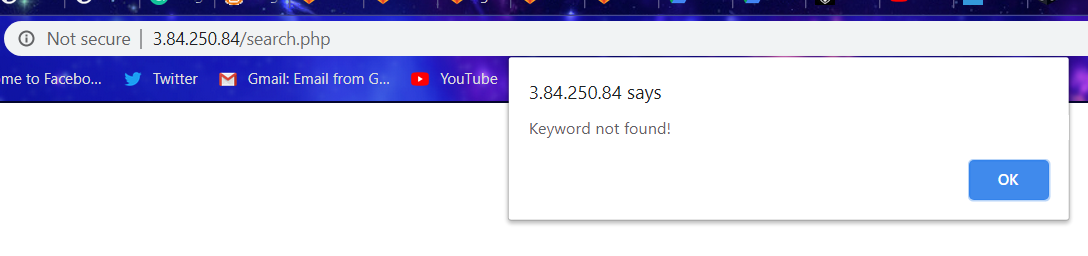 Not secure | 3.84.250.84/search.php
me to Facebo... Twitter Gmail: Email from G... YouTube
3.84.250.84 says
Keyword not found!
OK